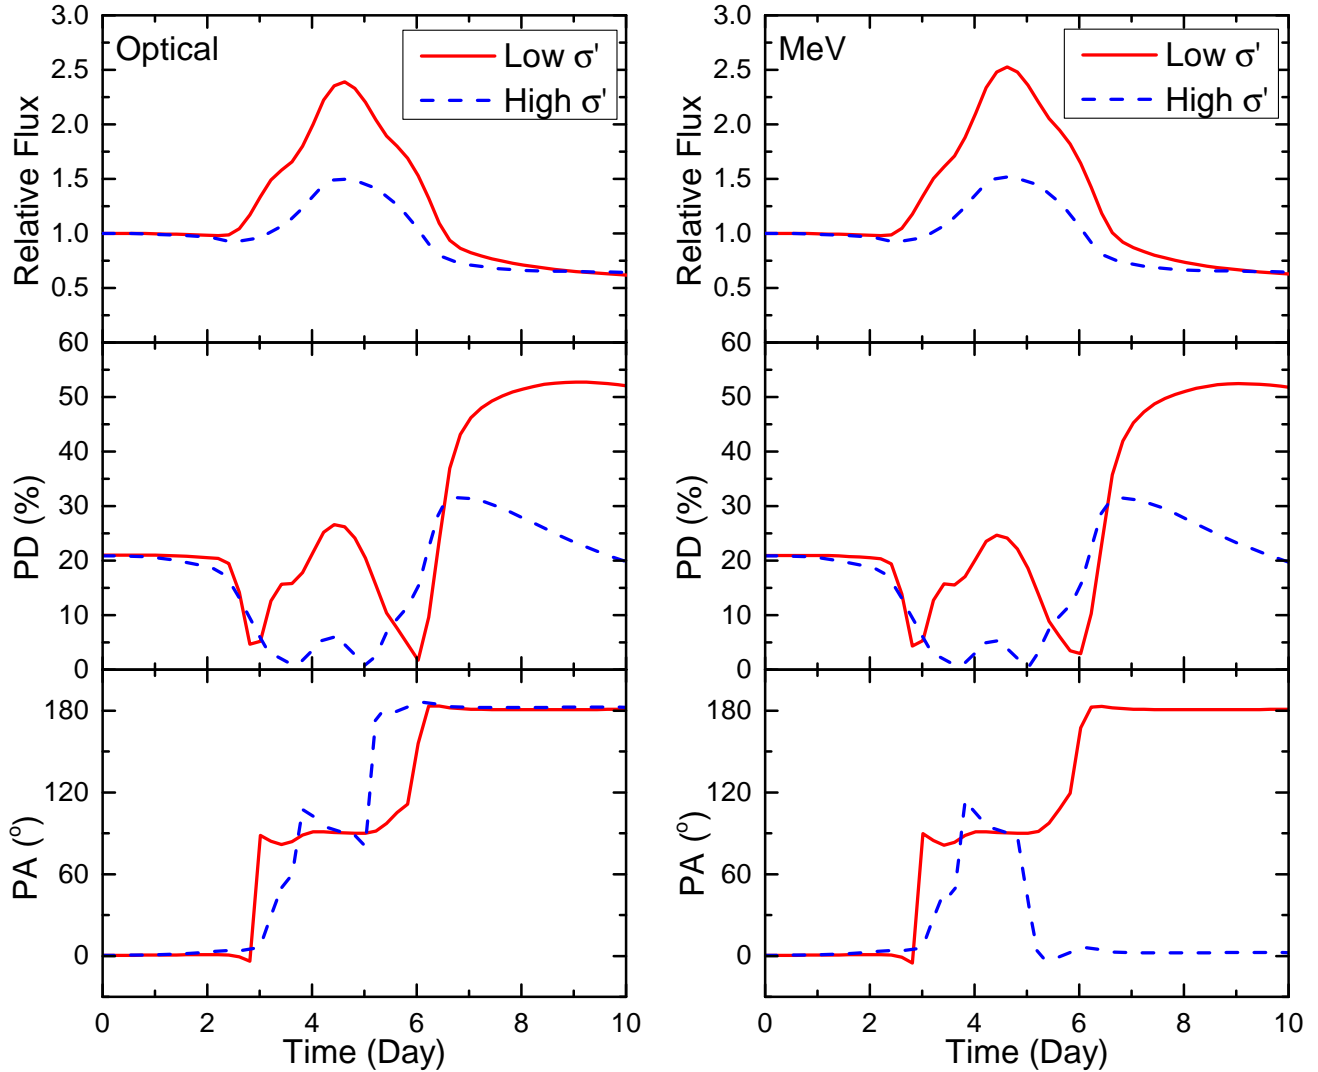 Optical
Low σ'
High σ'
Relative Flux
3.0
2.5
2.0
1.5
1.0
0.5
60
50
40
30
20
10
0
PD (%)
180
120
60
0
PA (°)
0 2 4 6 8 10
Time (Day)
MeV
Low σ'
High σ'
Relative Flux
3.0
2.5
2.0
1.5
1.0
0.5
60
50
40
30
20
10
0
PD (%)
180
120
60
0
PA (°)
0 2 4 6 8 10
Time (Day)